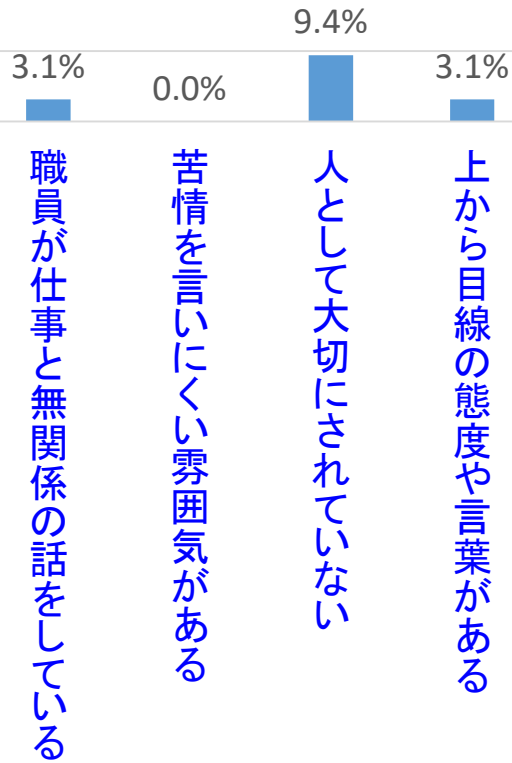 3.1%
0.0%
9.4%
3.1%
職員が仕事と無関係の話をしている
苦情を言いにくい雰囲気がある
人として大切にされていない
上から目線の態度や言葉がある